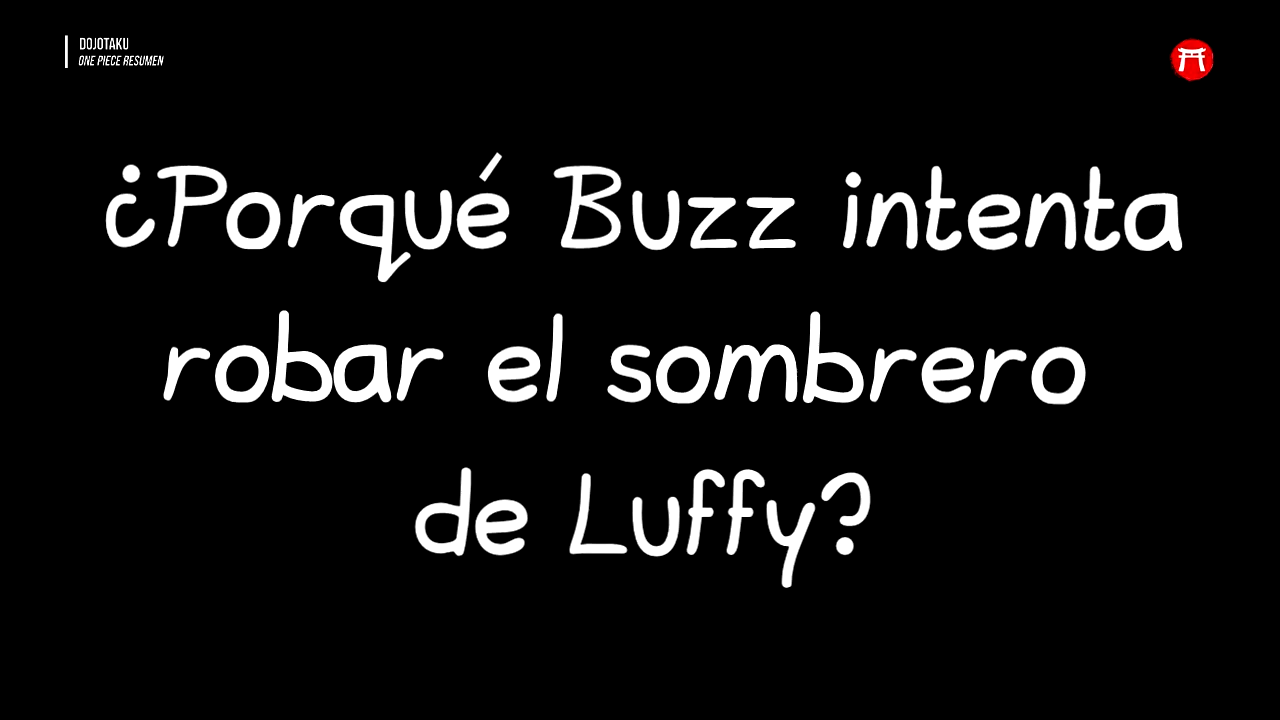 DOJOTAKU
ONE PIECE RESUMEN
¿Porqué Buzz intenta
robar el sombrero
de Luffy?